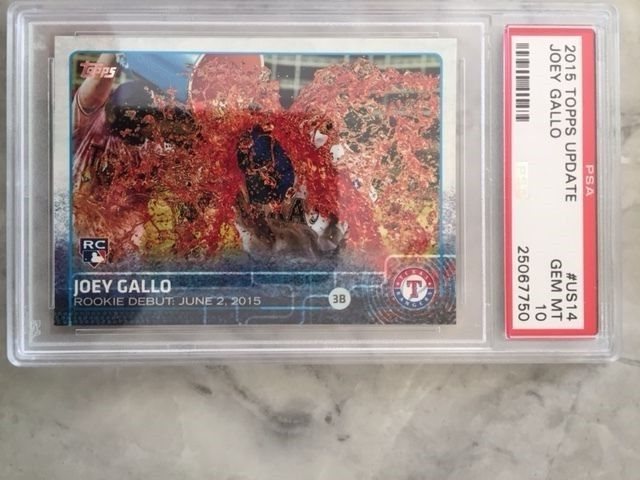 Topps
RC
JOEY GALLO
ROOKIE DEBUT: JUNE 2, 2015
3B
T
2015 TOPPS UPDATE
JOEY GALLO
PSA
#US14
GEM MT
10
25067750